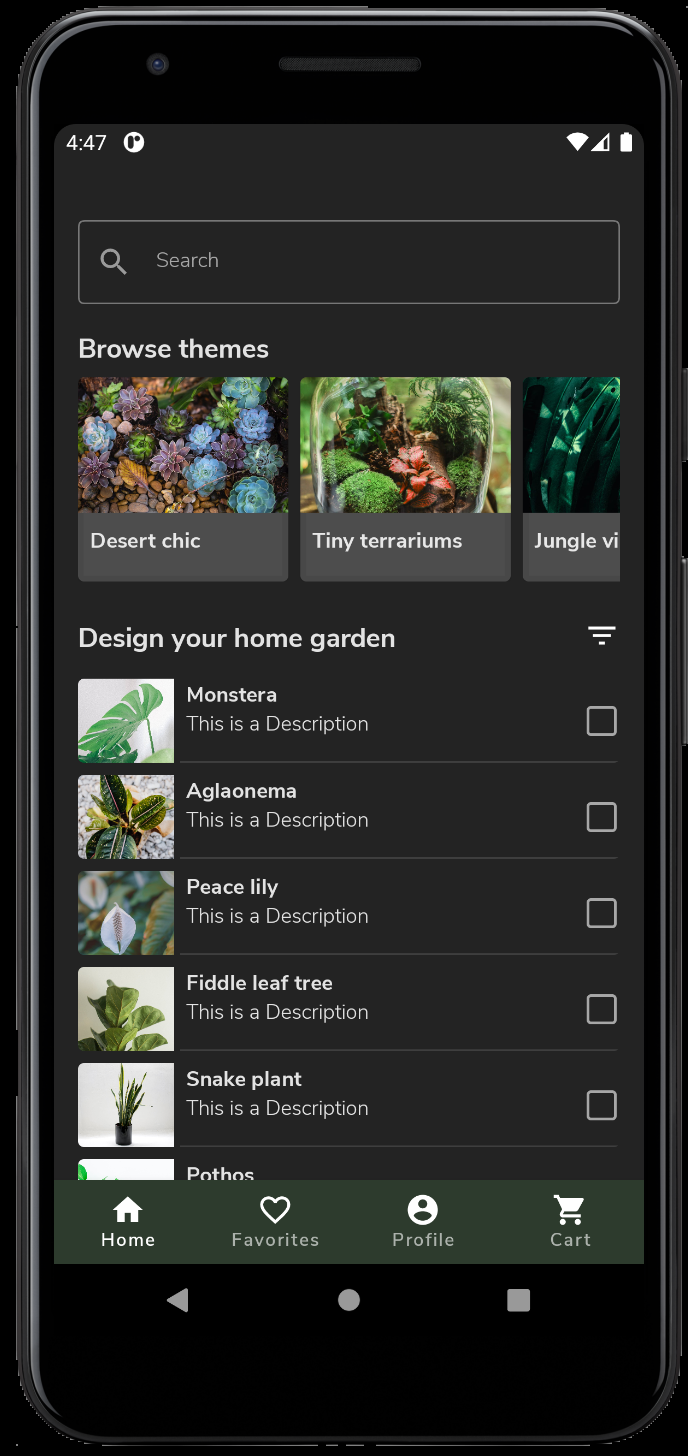 4:47
Search
Browse themes
Desert chic
Tiny terrariums
Jungle vi
Design your home garden
Monstera
This is a Description
Aglaonema
This is a Description
Peace lily
This is a Description
Fiddle leaf tree
This is a Description
Snake plant
This is a Description
Pothos
Home
Favorites
Profile
Cart